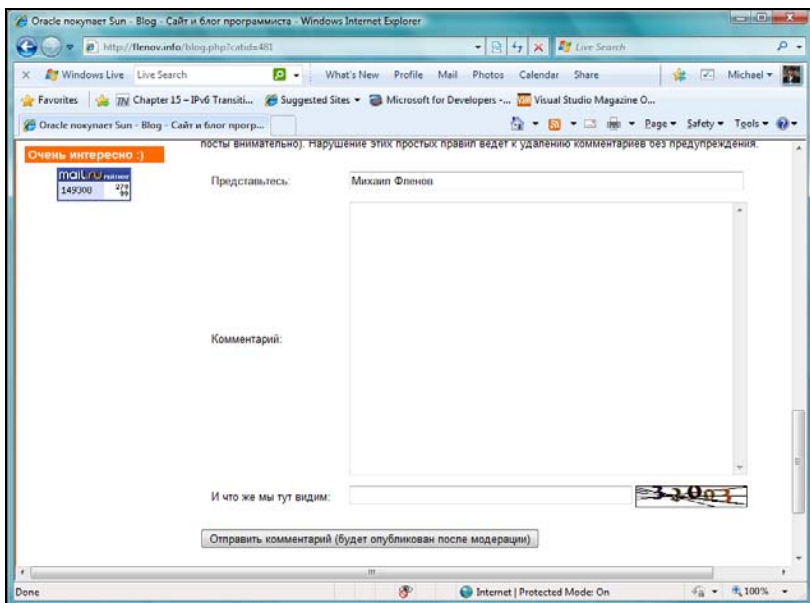 Oracle покупает Sun - Blog - Сайт и блог программиста - Windows Internet Explorer
http://flenov.info/blog.php?catid=481
Live Search
Windows Live Live Search What's New Profile Mail Photos Calendar Share Michael
Favorites Chapter 15 – IPv6 Transiti... Suggested Sites Microsoft for Developers -... Visual Studio Magazine O...
Oracle покупает Sun - Blog - Сайт и блог прогр... Page Safety Tools
Очень интересно :)
посты внимательно). Нарушение этих простых правил ведет к удалению комментариев без предупреждения.
mail.ru
149300
Представьтесь: Михаил Фленов
Комментарий:
И что же мы тут видим:
Отправить комментарий (будет опубликован после модерации)
Done Internet | Protected Mode: On 100%